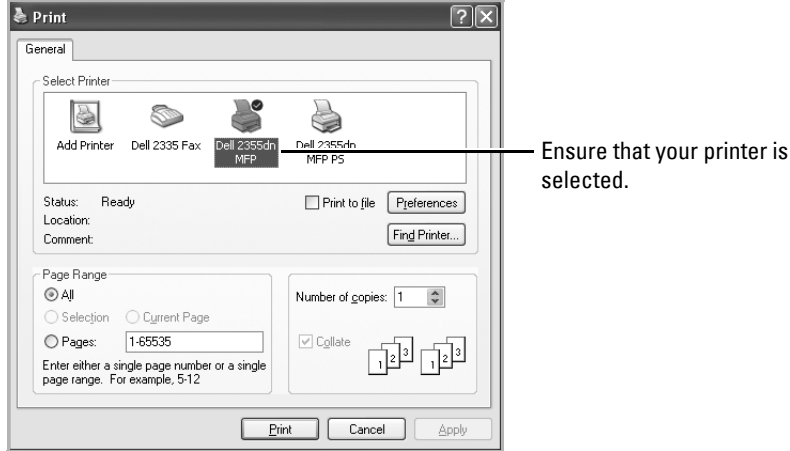 Print
General
Select Printer
Add Printer
Dell 2335 Fax
Dell 2355dn
MFP
Dell 2355dn
MFP PS
Ensure that your printer is
selected.
Status: Ready
Location:
Comment:
Print to file
Preferences
Find Printer...
Page Range
All
Selection
Current Page
Pages: 1-65535
Enter either a single page number or a single
page range. For example, 5-12
Number of copies: 1
Collate
1 2 3 1 2 3
Print
Cancel
Apply